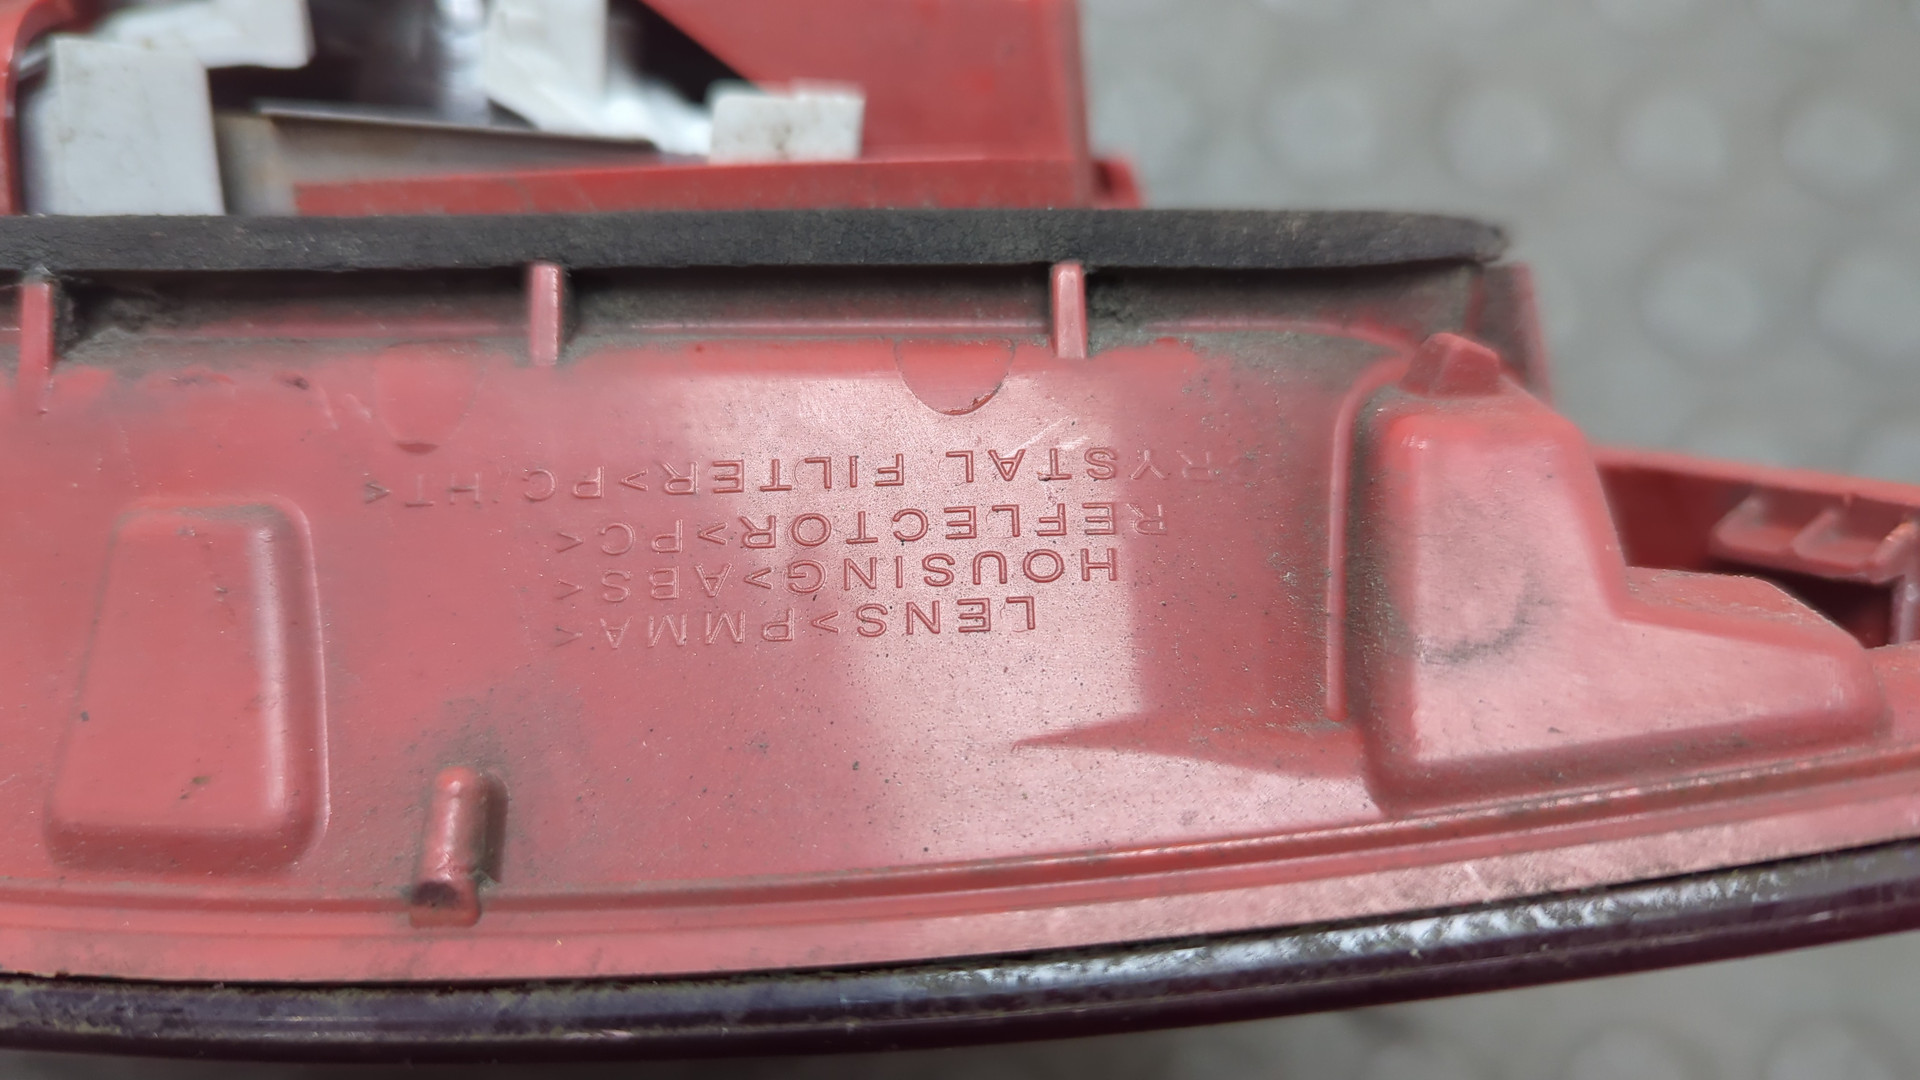 LENS>PMMA<
HOUSING>ABS<
REFLECTOR>PC<
CRYSTAL FILTER>PC HT<